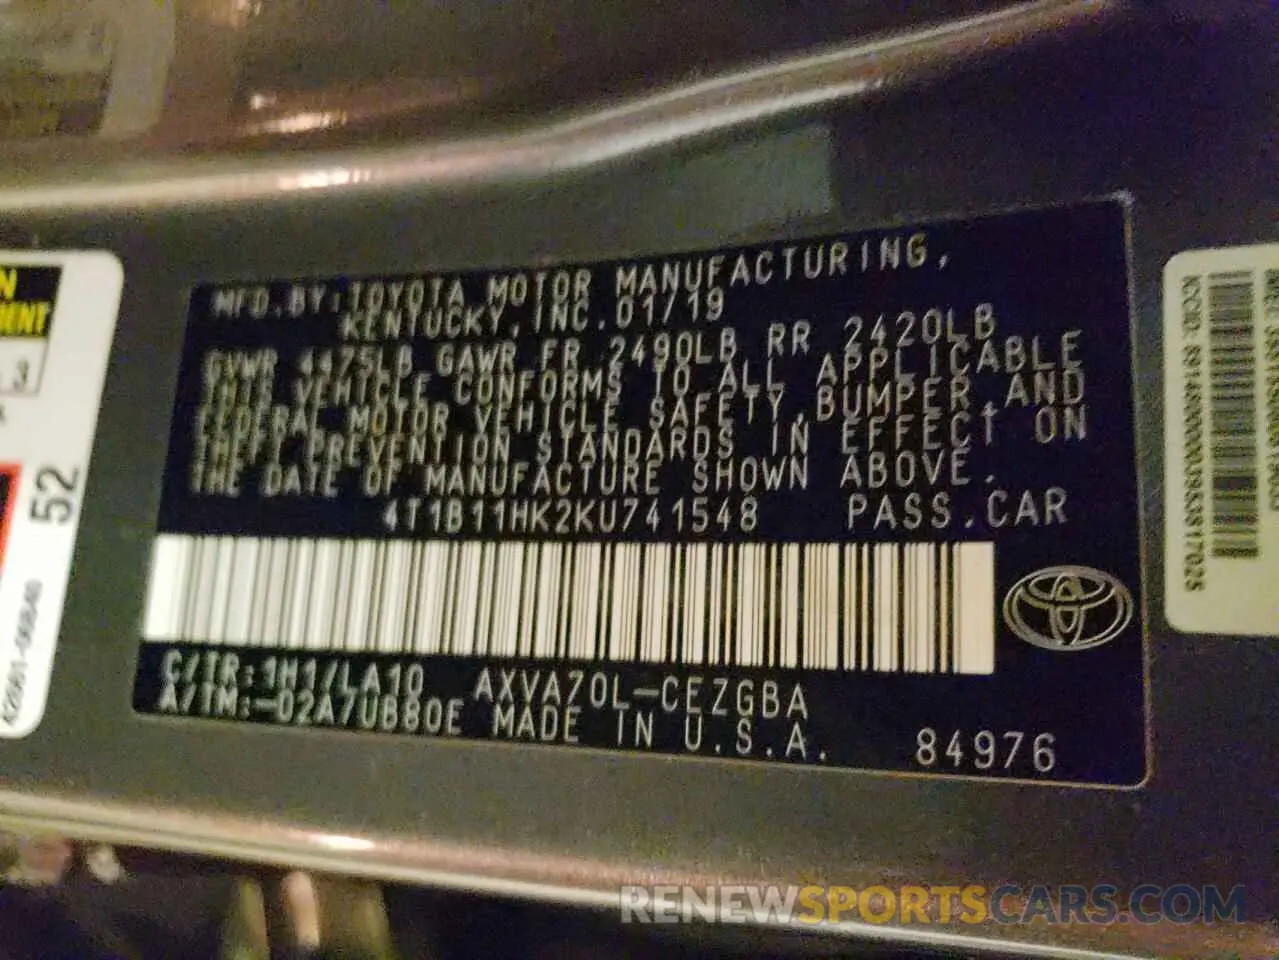 MFD.BY:TOYOTA MOTOR MANUFACTURING,
KENTUCKY,INC.01/19
GVWR 4475LB GAWR FR 2490LB RR 2420LB
THIS VEHICLE CONFORMS TO ALL APPLICABLE
FEDERAL MOTOR VEHICLE SAFETY,BUMPER,AND
THEFT PREVENTION STANDARDS IN EFFECT ON
THE DATE OF MANUFACTURE SHOWN ABOVE.
4T1B11HK2KU741548 PASS.CAR
C/TR:1H1/LA10 AXVA70L-CEZGBA
A/TM:-02A/UB80E MADE IN U.S.A.
84976
52
RENEWSPORTSCARS.COM